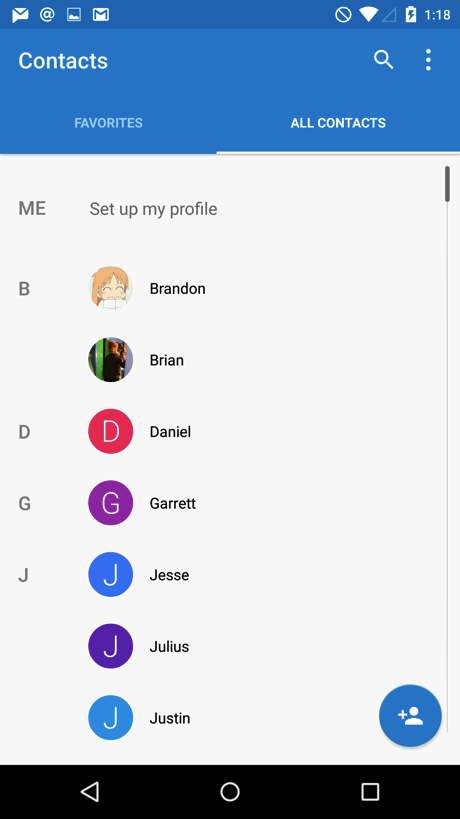 1:18
Contacts
FAVORITES
ALL CONTACTS
ME
Set up my profile
B
Brandon
Brian
D
D
Daniel
G
G
Garrett
J
J
Jesse
J
Julius
J
Justin